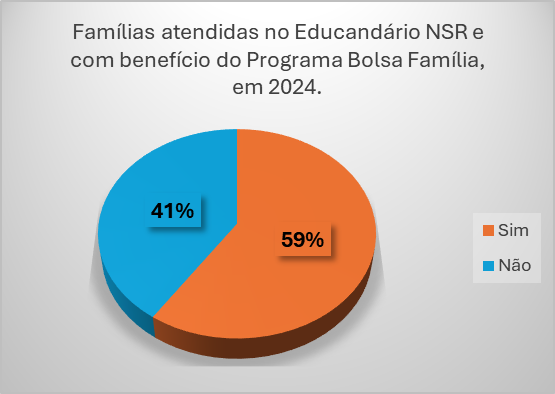 Famílias atendidas no Educandário NSR e
com benefício do Programa Bolsa Família,
em 2024.
41%
59%
Sim
Não